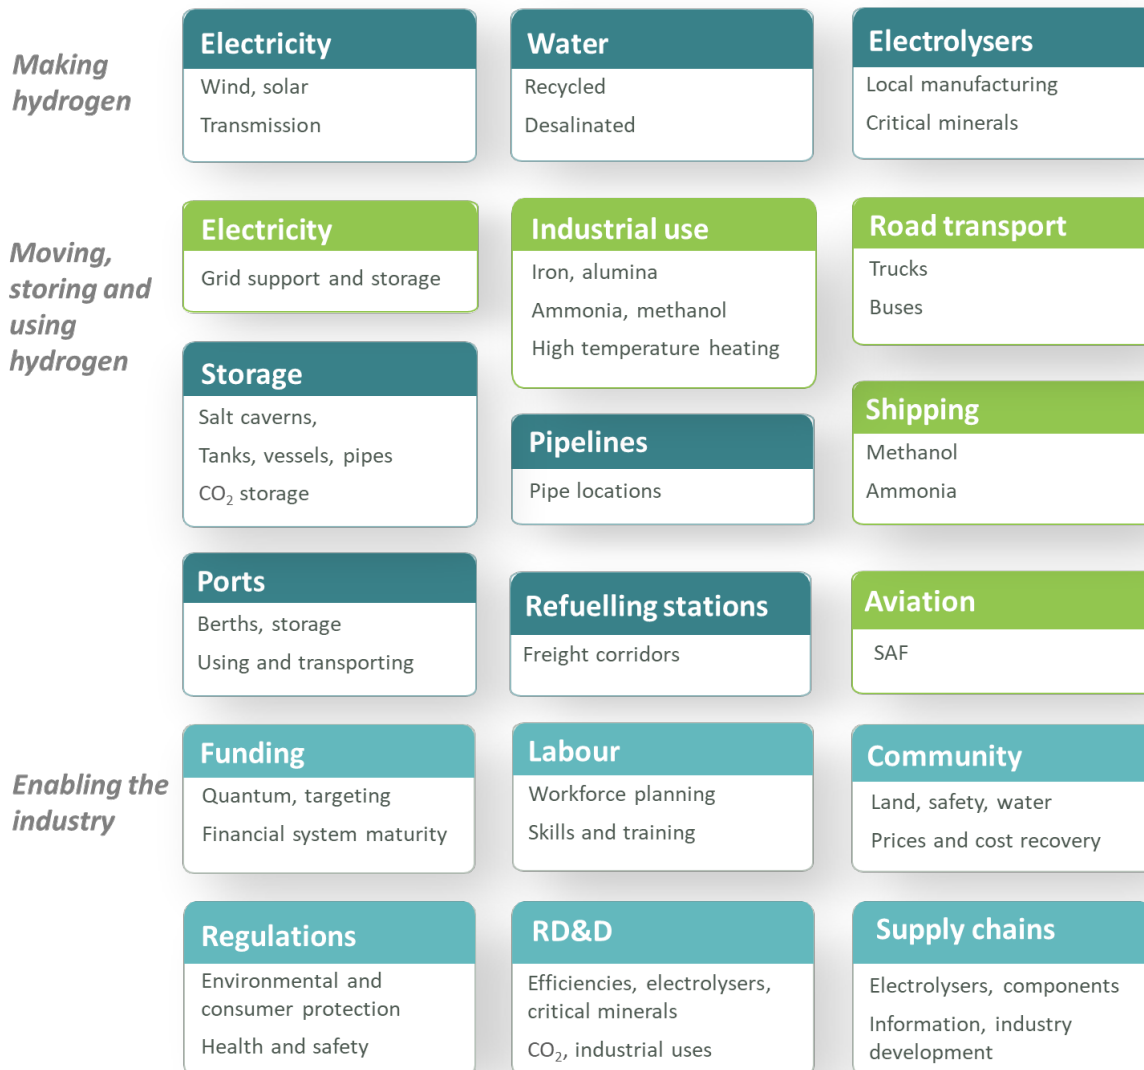 Making
hydrogen
Electricity
Wind, solar
Transmission
Water
Recycled
Desalinated
Electrolysers
Local manufacturing
Critical minerals
Moving,
storing and
using
hydrogen
Electricity
Grid support and storage
Industrial use
Iron, alumina
Ammonia, methanol
High temperature heating
Road transport
Trucks
Buses
Storage
Salt caverns,
Tanks, vessels, pipes
CO₂ storage
Pipelines
Pipe locations
Shipping
Methanol
Ammonia
Ports
Berths, storage
Using and transporting
Refuelling stations
Freight corridors
Aviation
SAF
Enabling the
industry
Funding
Quantum, targeting
Financial system maturity
Labour
Workforce planning
Skills and training
Community
Land, safety, water
Prices and cost recovery
Regulations
Environmental and
consumer protection
Health and safety
RD&D
Efficiencies, electrolysers,
critical minerals
CO₂, industrial uses
Supply chains
Electrolysers, components
Information, industry
development